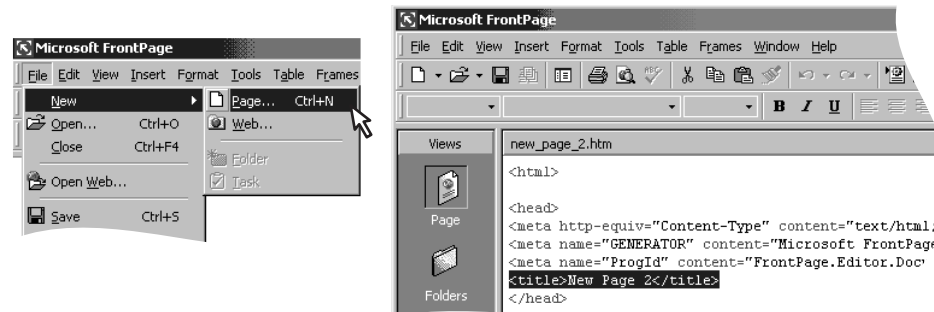 Microsoft FrontPage
File Edit View Insert Format Tools Table Frames
New
Open... Ctrl+O
Close Ctrl+F4
Open Web...
Save Ctrl+S
Page... Ctrl+N
Web...
Folder
Task
Microsoft FrontPage
File Edit View Insert Format Tools Table Frames Window Help
B I U
Views
Page
Folders
new_page_2.htm
<html>
<head>
<meta http-equiv="Content-Type" content="text/html;
<meta name="GENERATOR" content="Microsoft FrontPage
<meta name="ProgId" content="FrontPage.Editor.Doc
<title>New Page 2</title>
</head>